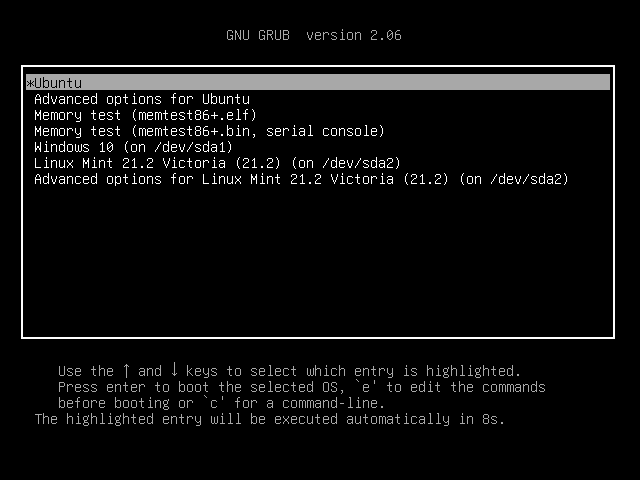 GNU GRUB  version 2.06
*Ubuntu
Advanced options for Ubuntu
Memory test (memtest86+.elf)
Memory test (memtest86+.bin, serial console)
Windows 10 (on /dev/sda1)
Linux Mint 21.2 Victoria (21.2) (on /dev/sda2)
Advanced options for Linux Mint 21.2 Victoria (21.2) (on /dev/sda2)
Use the ↑ and ↓ keys to select which entry is highlighted.
Press enter to boot the selected OS, `e' to edit the commands
before booting or `c' for a command-line.
The highlighted entry will be executed automatically in 8s.